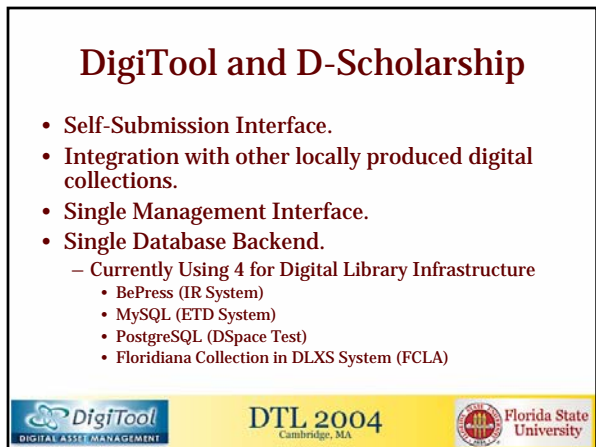 DigiTool and D-Scholarship
• Self-Submission Interface.
• Integration with other locally produced digital
collections.
• Single Management Interface.
• Single Database Backend.
– Currently Using 4 for Digital Library Infrastructure
• BePress (IR System)
• MySQL (ETD System)
• PostgreSQL (DSpace Test)
• Floridiana Collection in DLXS System (FCLA)
DigiTool
DIGITAL ASSET MANAGEMENT
DTL 2004
Cambridge, MA
Florida State
University